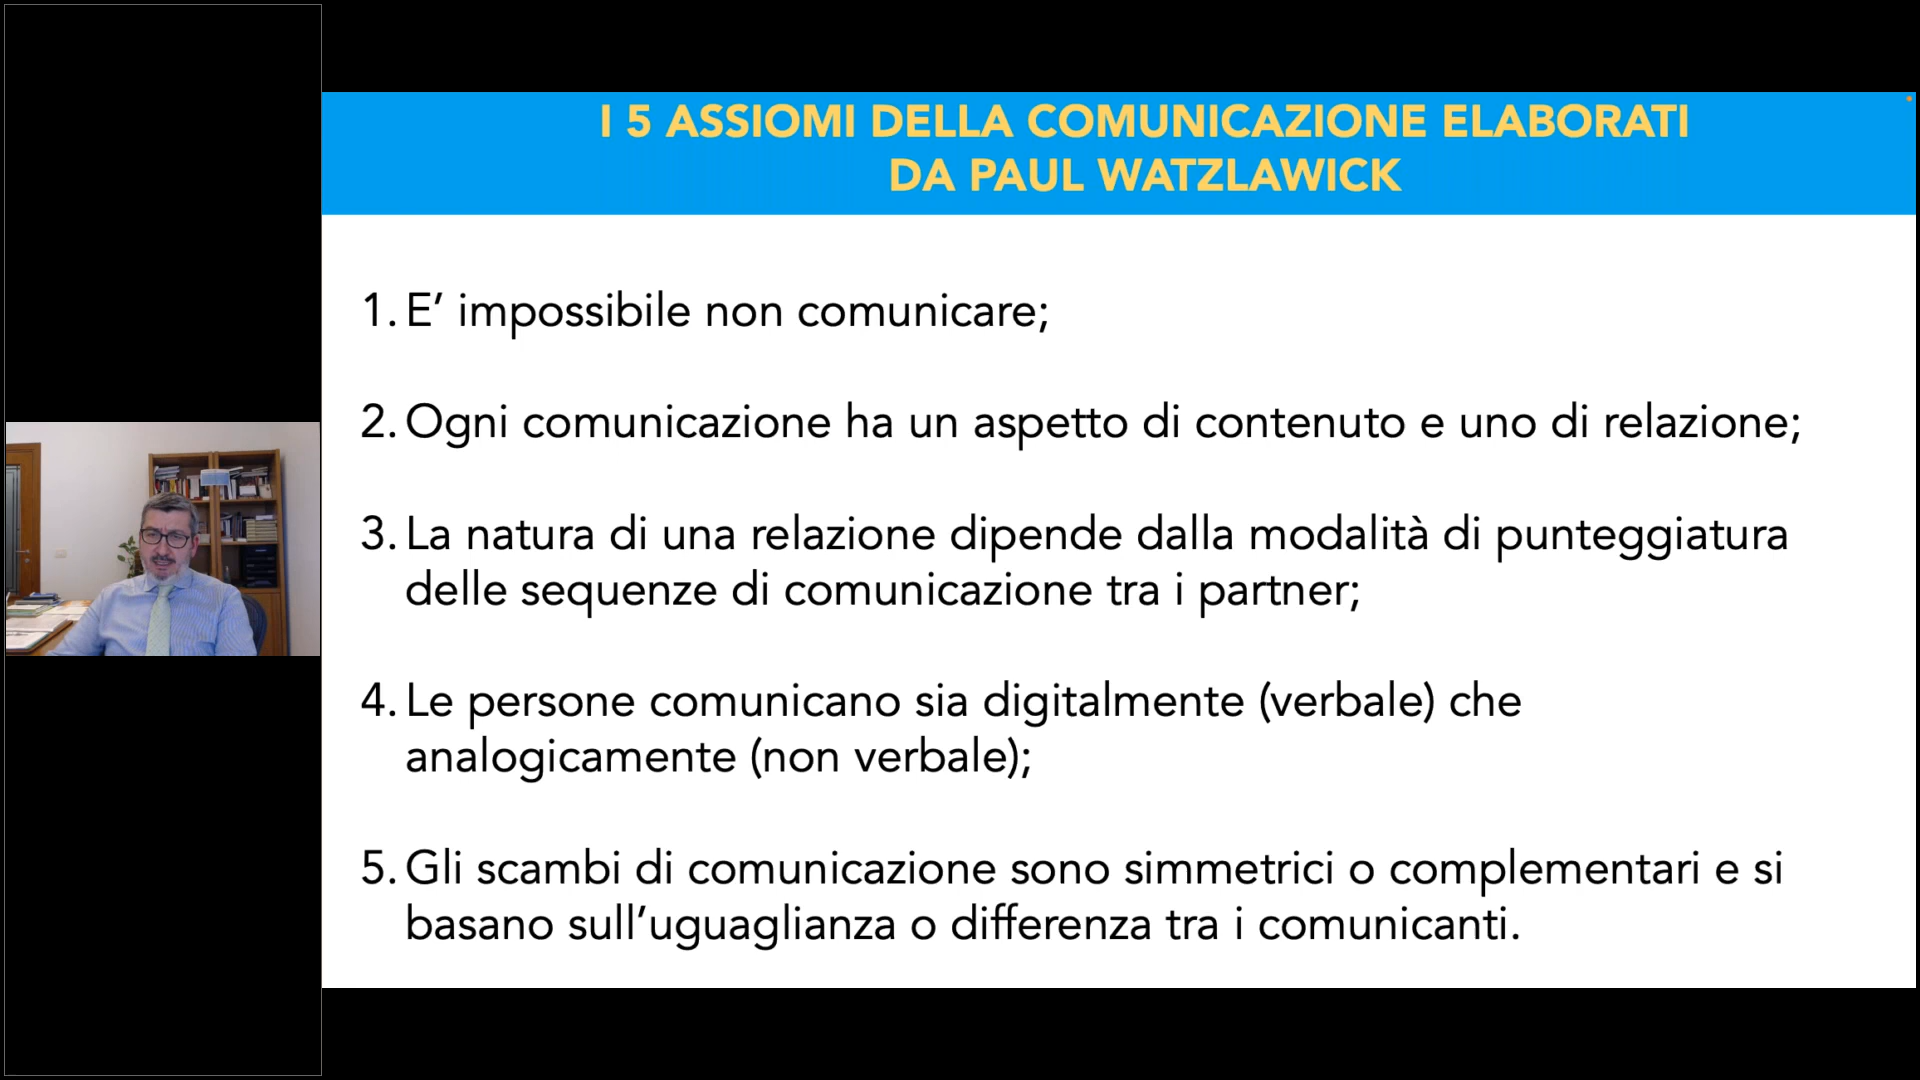 I 5 ASSIOMI DELLA COMUNICAZIONE ELABORATI
DA PAUL WATZLAWICK
1. E’ impossibile non comunicare;
2. Ogni comunicazione ha un aspetto di contenuto e uno di relazione;
3. La natura di una relazione dipende dalla modalità di punteggiatura
delle sequenze di comunicazione tra i partner;
4. Le persone comunicano sia digitalmente (verbale) che
analogicamente (non verbale);
5. Gli scambi di comunicazione sono simmetrici o complementari e si
basano sull’uguaglianza o differenza tra i comunicanti.